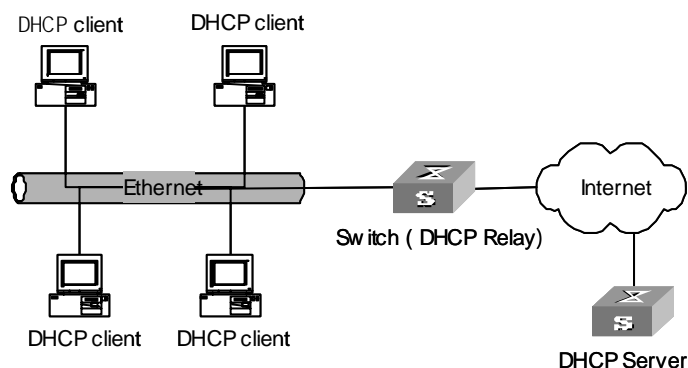 DHCP client
DHCP client
Ethernet
Internet
S
Switch ( DHCP Relay)
DHCP client
DHCP client
S
DHCP Server